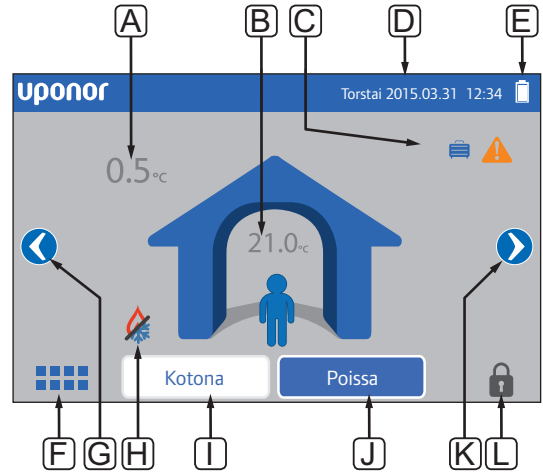 A B C D E
uponor
Torstai 2015.03.31 12:34
0.5°C
21.0°C
Kotona
Poissa
F G H I J K L